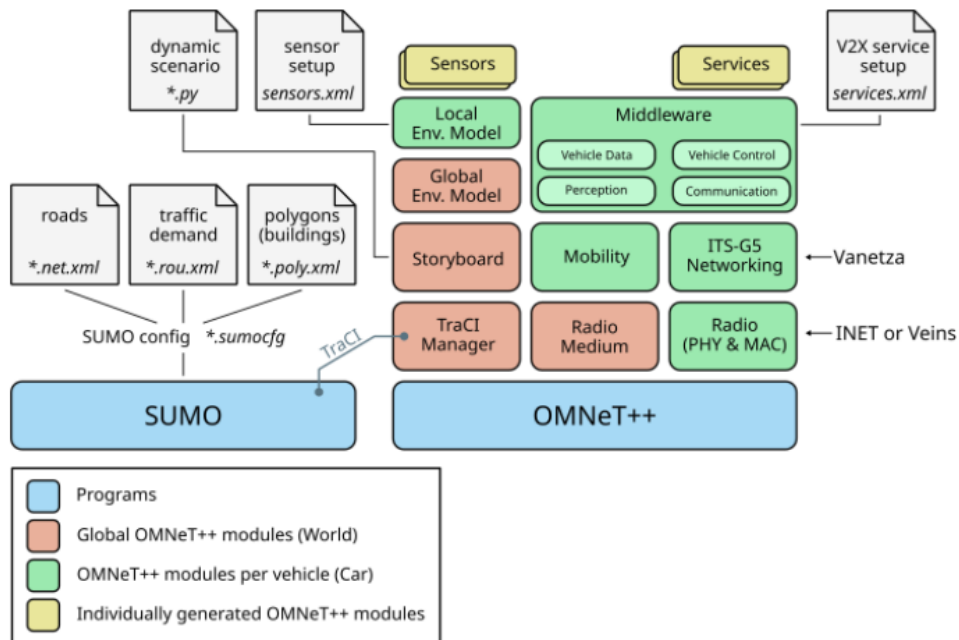 dynamic
scenario
*.py
sensor
setup
sensors.xml
Sensors
Services
V2X service
setup
services.xml
Local
Env. Model
Middleware
Vehicle Data
Vehicle Control
Perception
Communication
Global
Env. Model
roads
*.net.xml
traffic
demand
*.rou.xml
polygons
(buildings)
*.poly.xml
Storyboard
Mobility
ITS-G5
Networking
Vanetza
SUMO config
*.sumocfg
TraCI
TraCI
Manager
Radio
Medium
Radio
(PHY & MAC)
INET or Veins
SUMO
OMNeT++
Programs
Global OMNeT++ modules (World)
OMNeT++ modules per vehicle (Car)
Individually generated OMNeT++ modules